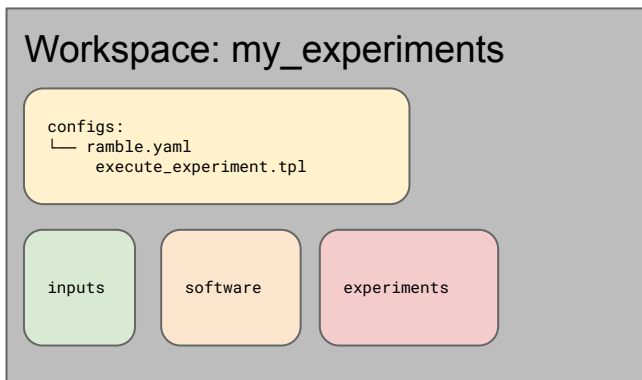 Workspace: my_experiments
configs:
└── ramble.yaml
execute_experiment.tpl
inputs
software
experiments